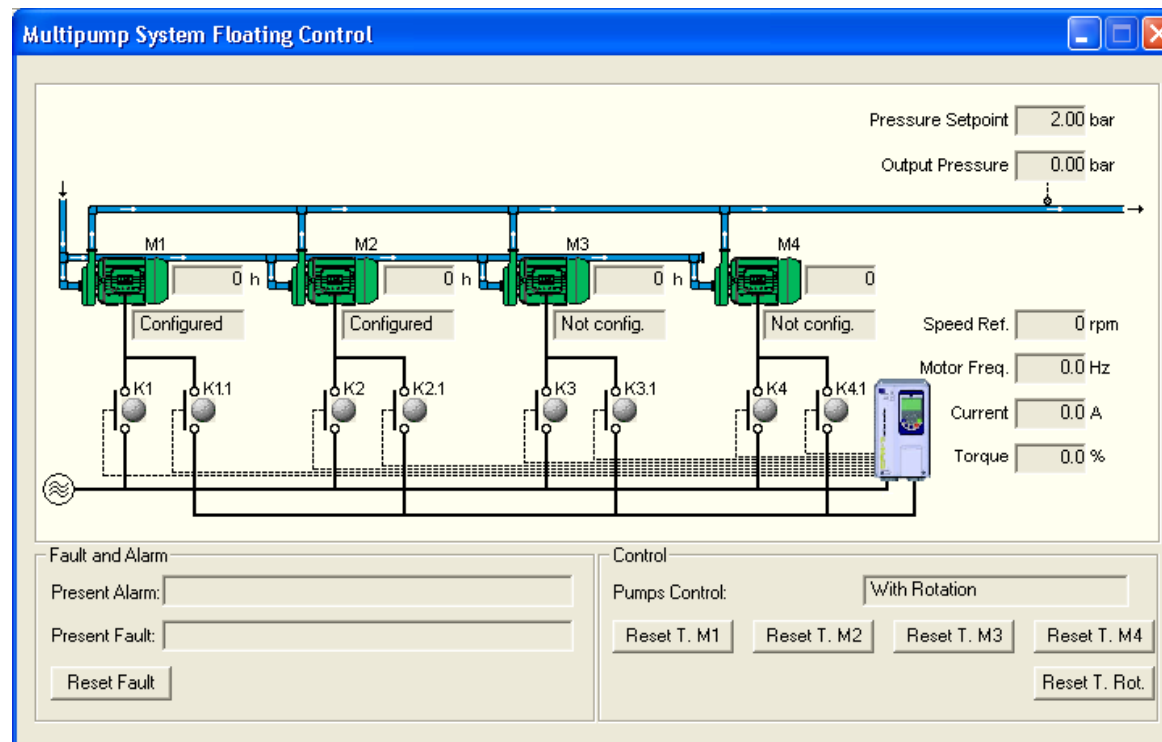 Multipump System Floating Control
Pressure Setpoint 2.00 bar
Output Pressure 0.00 bar
M1 M2 M3 M4
0 h 0 h 0 h 0
Configured Configured Not config. Not config.
Speed Ref. 0 rpm
Motor Freq. 0.0 Hz
K1 K1.1 K2 K2.1 K3 K3.1 K4 K4.1
Current 0.0 A
Torque 0.0 %
Fault and Alarm
Present Alarm:
Present Fault:
Reset Fault
Control
Pumps Control: With Rotation
Reset T. M1 Reset T. M2 Reset T. M3 Reset T. M4
Reset T. Rot.